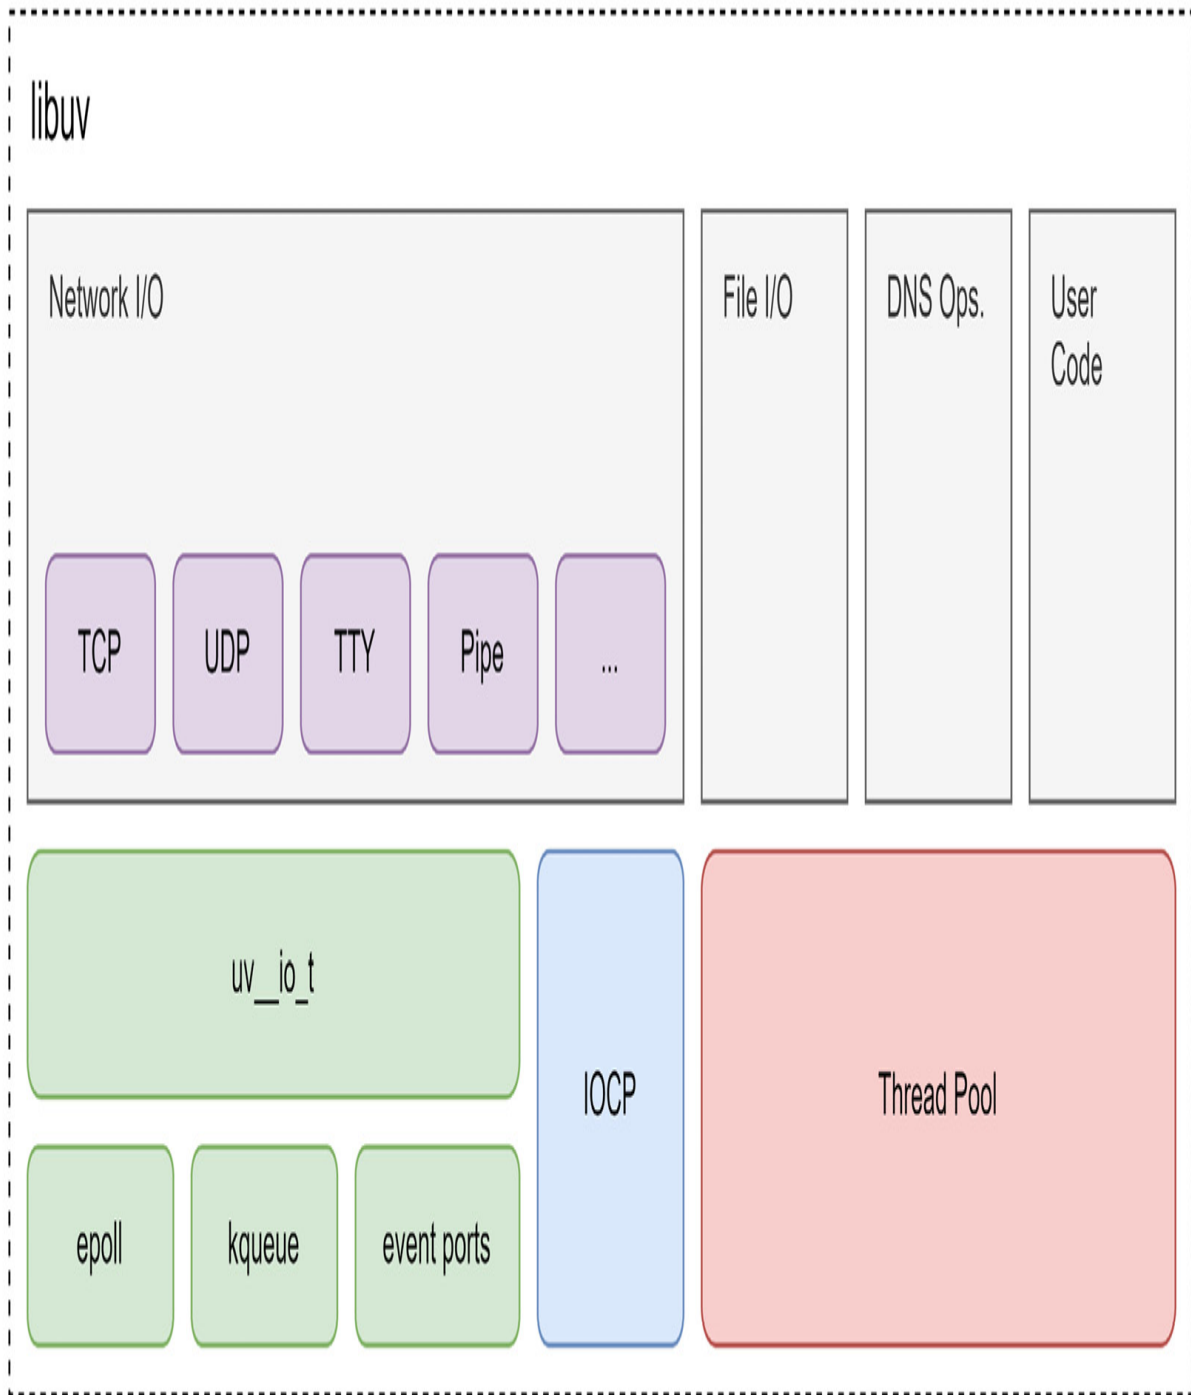 libuv
Network I/O
File I/O
DNS Ops.
User
Code
TCP
UDP
TTY
Pipe
...
uv__io_t
IOCP
Thread Pool
epoll
kqueue
event ports